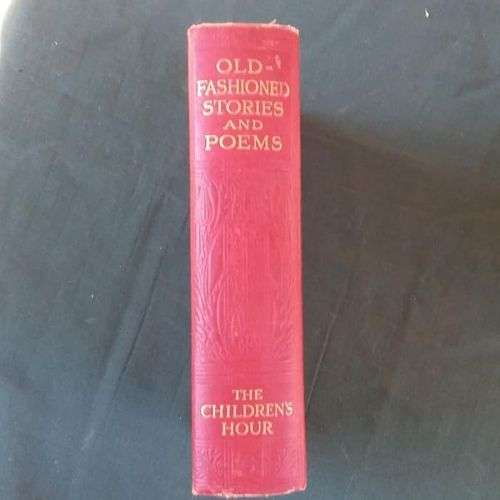 OLD-
FASHIONED
STORIES
AND
POEMS
THE
CHILDREN'S
HOUR